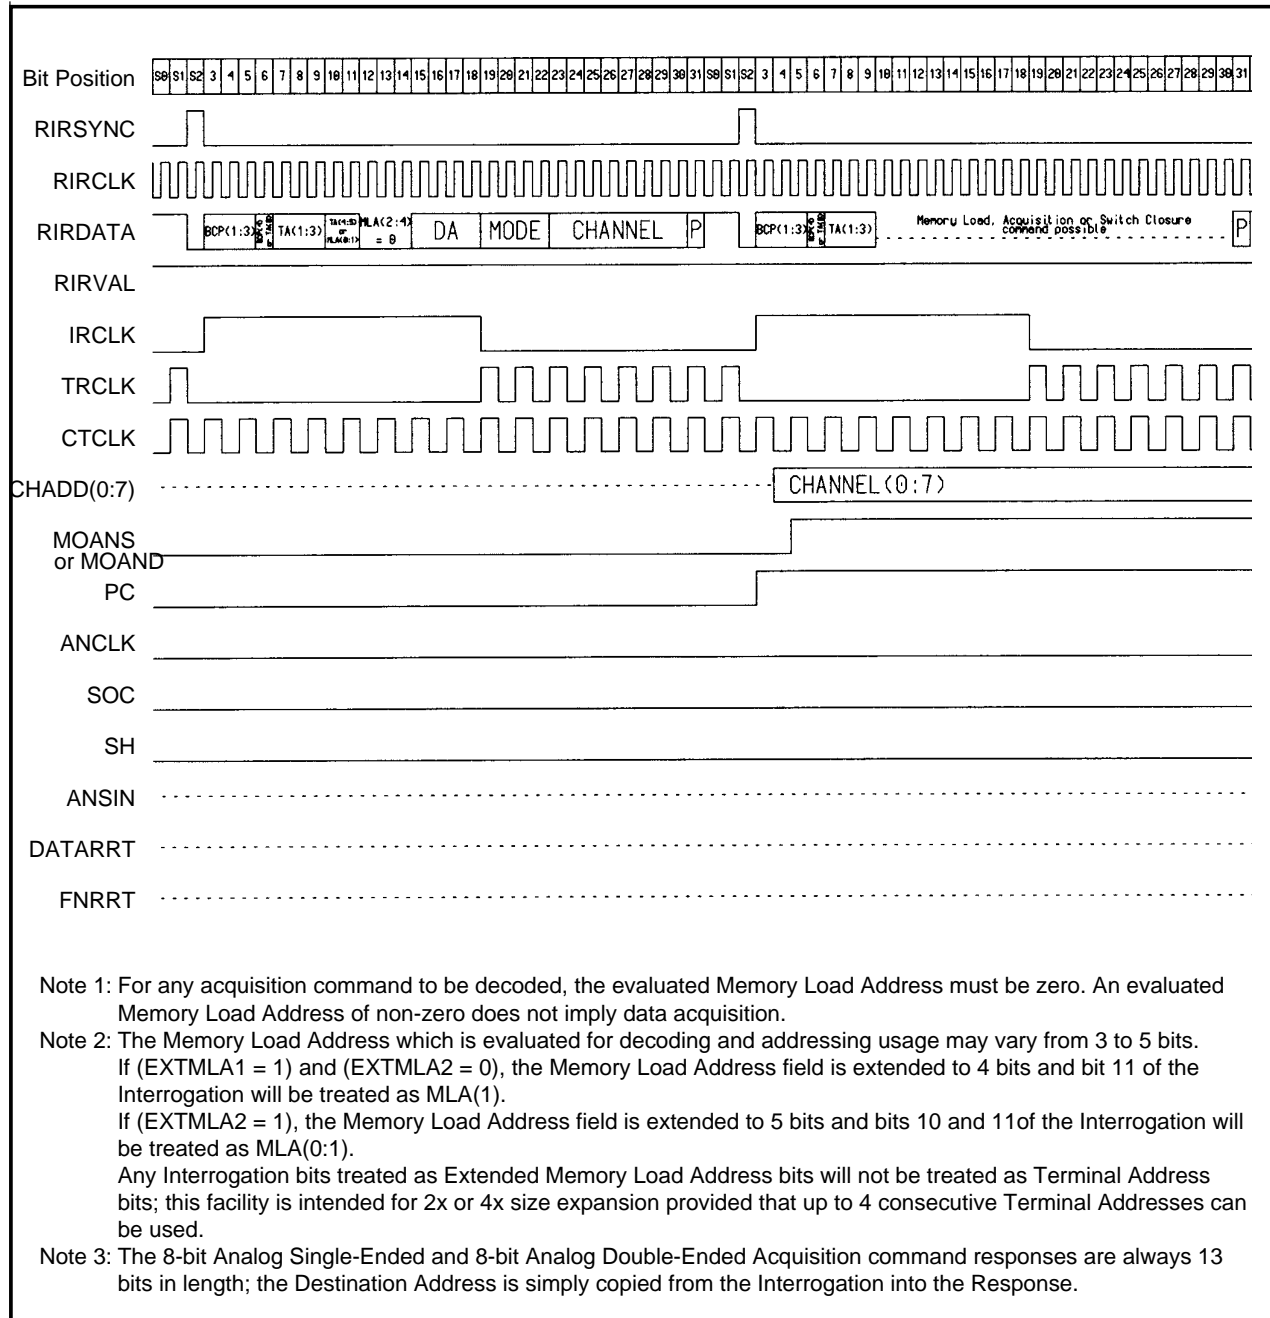 Bit Position S0 S1 S2 3 4 5 6 7 8 9 10 11 12 13 14 15 16 17 18 19 20 21 22 23 24 25 26 27 28 29 30 31 S0 S1 S2 3 4 5 6 7 8 9 10 11 12 13 14 15 16 17 18 19 20 21 22 23 24 25 26 27 28 29 30 31
RIRSYNC
RIRCLK
RIRDATA BCP(1:3) TA(1:3) TA(4:5) or MLA(0:1) MLA(2:4) = 0 DA MODE CHANNEL P BCP(1:3) TA(1:3) Memory Load, Acquisition or Switch Closure command possible P
RIRVAL
IRCLK
TRCLK
CTCLK
CHADD(0:7) CHANNEL(0:7)
MOANS
or MOAND
PC
ANCLK
SOC
SH
ANSIN
DATARRT
FNRRT
Note 1: For any acquisition command to be decoded, the evaluated Memory Load Address must be zero. An evaluated
Memory Load Address of non-zero does not imply data acquisition.
Note 2: The Memory Load Address which is evaluated for decoding and addressing usage may vary from 3 to 5 bits.
If (EXTMLA1 = 1) and (EXTMLA2 = 0), the Memory Load Address field is extended to 4 bits and bit 11 of the
Interrogation will be treated as MLA(1).
If (EXTMLA2 = 1), the Memory Load Address field is extended to 5 bits and bits 10 and 11of the Interrogation will
be treated as MLA(0:1).
Any Interrogation bits treated as Extended Memory Load Address bits will not be treated as Terminal Address
bits; this facility is intended for 2x or 4x size expansion provided that up to 4 consecutive Terminal Addresses can
be used.
Note 3: The 8-bit Analog Single-Ended and 8-bit Analog Double-Ended Acquisition command responses are always 13
bits in length; the Destination Address is simply copied from the Interrogation into the Response.